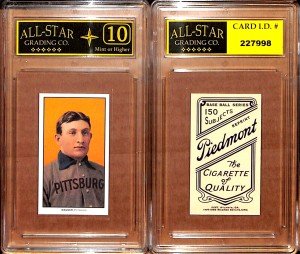 ALL-STAR
GRADING CO.
10
Mint or Higher
PITTSBURG
ALL-STAR
GRADING CO.
CARD I.D. #
227998
BASE BALL SERIES
150
SUBJECTS
REPRINT
Piedmont
The
CIGARETTE
of
QUALITY